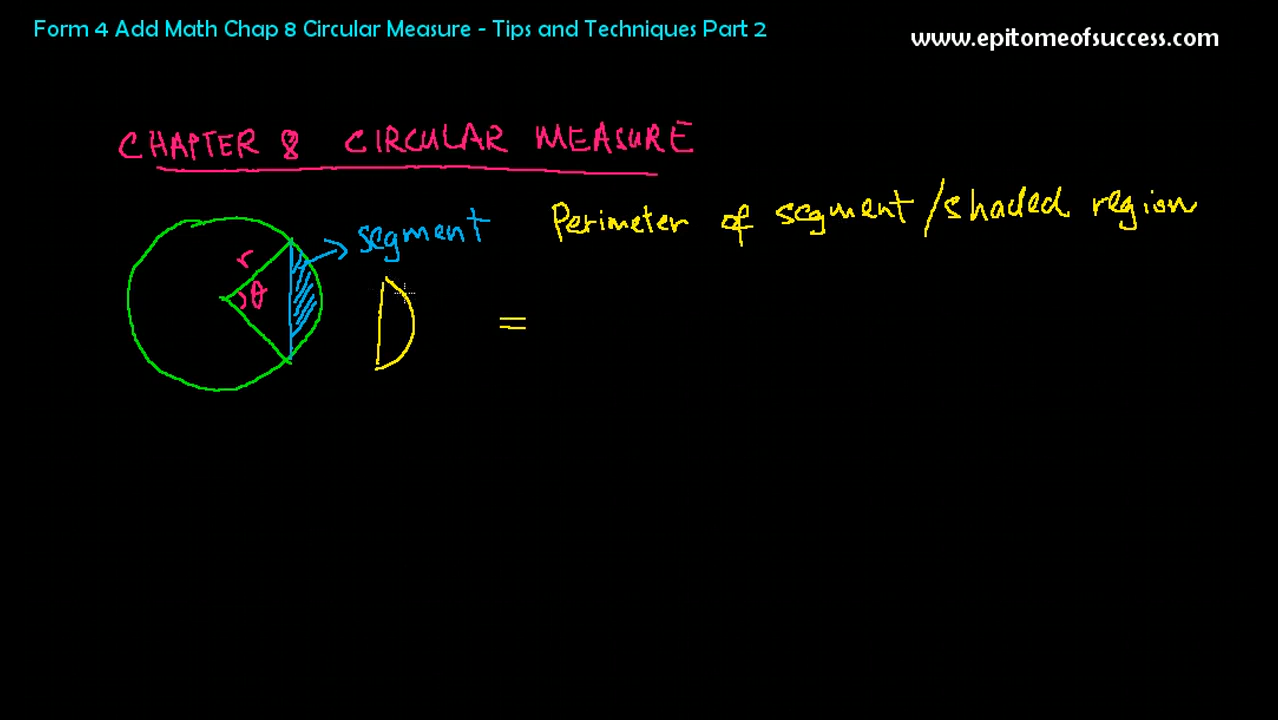 Form 4 Add Math Chap 8 Circular Measure - Tips and Techniques Part 2
www.epitomeofsuccess.com
CHAPTER 8 CIRCULAR MEASURE
Perimeter of segment/shaded region
segment
r
θ
=